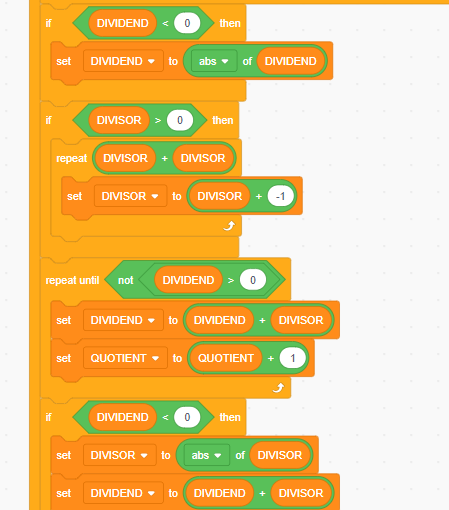 if DIVIDEND < 0 then
set DIVIDEND to abs of DIVIDEND
if DIVISOR > 0 then
repeat DIVISOR + DIVISOR
set DIVISOR to DIVISOR + -1
repeat until not DIVIDEND > 0
set DIVIDEND to DIVIDEND + DIVISOR
set QUOTIENT to QUOTIENT + 1
if DIVIDEND < 0 then
set DIVISOR to abs of DIVISOR
set DIVIDEND to DIVIDEND + DIVISOR